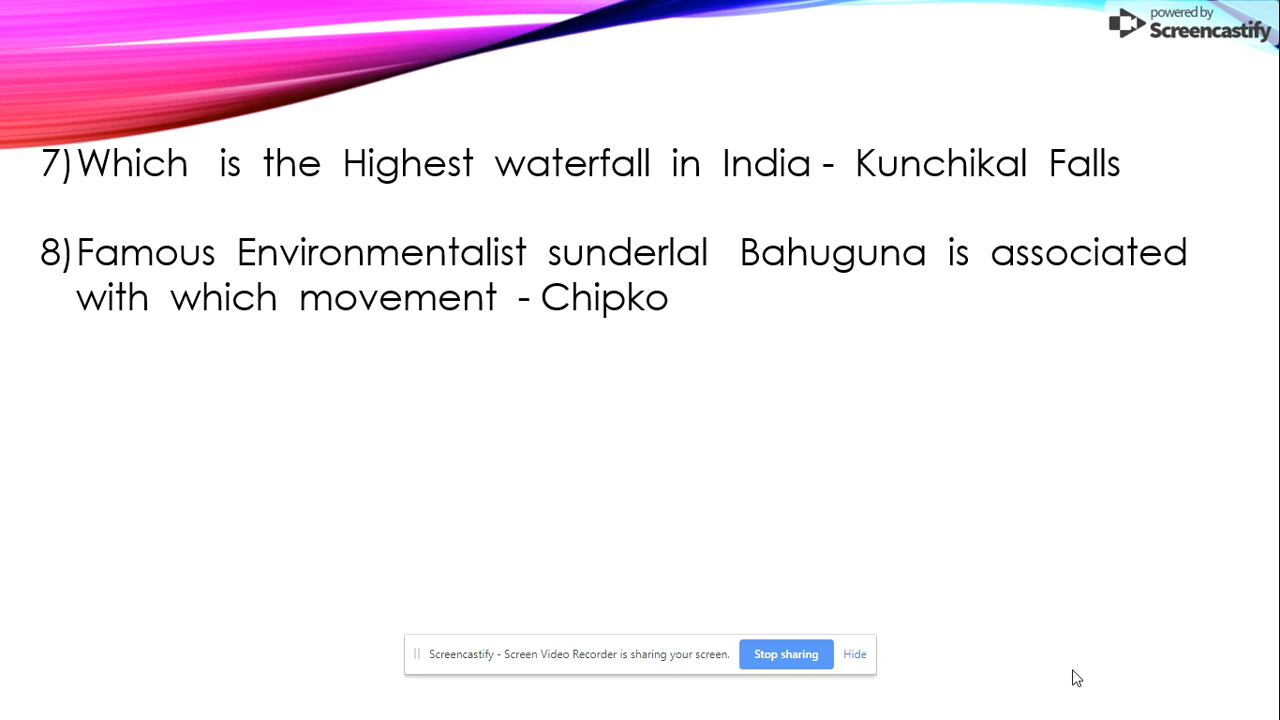 powered by
Screencastify
7) Which is the Highest waterfall in India - Kunchikal Falls
8) Famous Environmentalist sunderlal Bahuguna is associated
with which movement - Chipko
Screencastify - Screen Video Recorder is sharing your screen. Stop sharing Hide